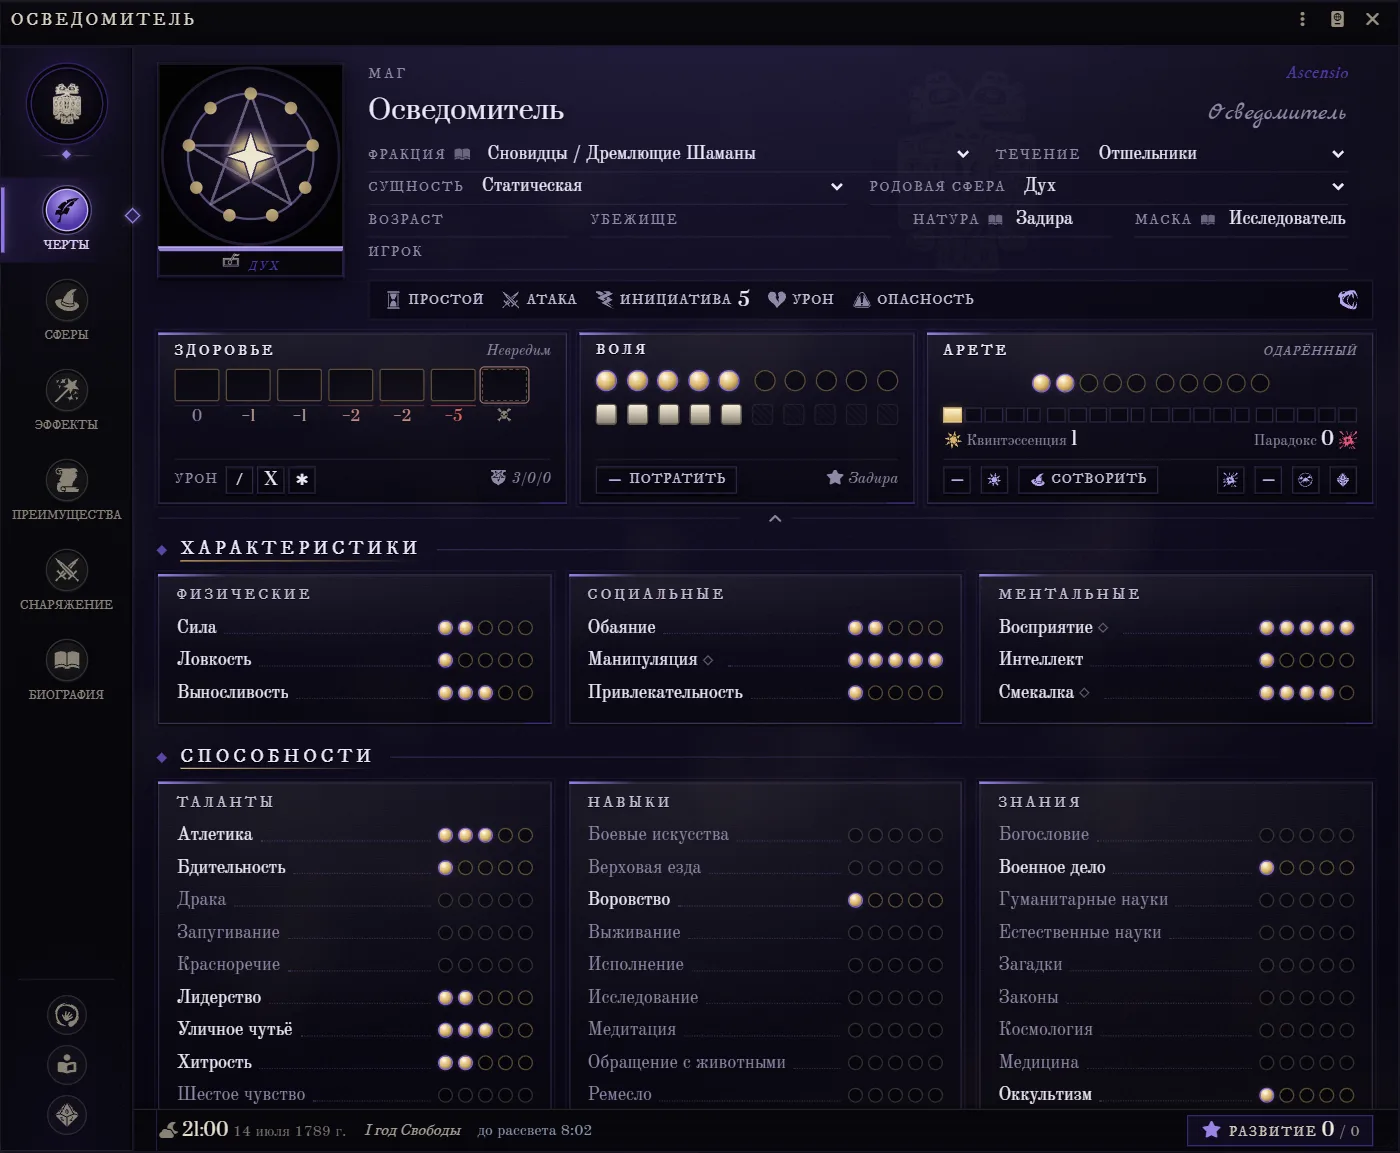 ОСВЕДОМИТЕЛЬ
МАГ
Ascensio
Осведомитель
Осведомитель
ФРАКЦИЯ Сновидцы / Дремлющие Шаманы ТЕЧЕНИЕ Отшельники
СУЩНОСТЬ Статическая РОДОВАЯ СФЕРА Дух
ВОЗРАСТ УБЕЖИЩЕ НАТУРА Задира МАСКА Исследователь
ИГРОК
ДУХ
ПРОСТОЙ АТАКА ИНИЦИАТИВА 5 УРОН ОПАСНОСТЬ
ЧЕРТЫ
СФЕРЫ
ЭФФЕКТЫ
ПРЕИМУЩЕСТВА
СНАРЯЖЕНИЕ
БИОГРАФИЯ
ЗДОРОВЬЕ Невредим
0 −1 −1 −2 −2 −5
УРОН / X ✱ 3/0/0
ВОЛЯ
— ПОТРАТИТЬ Задира
АРЕТЕ ОДАРЁННЫЙ
Квинтэссенция 1 Парадокс 0
— СОТВОРИТЬ —
ХАРАКТЕРИСТИКИ
ФИЗИЧЕСКИЕ
Сила
Ловкость
Выносливость
СОЦИАЛЬНЫЕ
Обаяние
Манипуляция
Привлекательность
МЕНТАЛЬНЫЕ
Восприятие
Интеллект
Смекалка
СПОСОБНОСТИ
ТАЛАНТЫ
Атлетика
Бдительность
Драка
Запугивание
Красноречие
Лидерство
Уличное чутьё
Хитрость
Шестое чувство
НАВЫКИ
Боевые искусства
Верховая езда
Воровство
Выживание
Исполнение
Исследование
Медитация
Обращение с животными
Ремесло
ЗНАНИЯ
Богословие
Военное дело
Гуманитарные науки
Естественные науки
Загадки
Законы
Космология
Медицина
Оккультизм
21:00 14 июля 1789 г. I год Свободы до рассвета 8:02
РАЗВИТИЕ 0 / 0